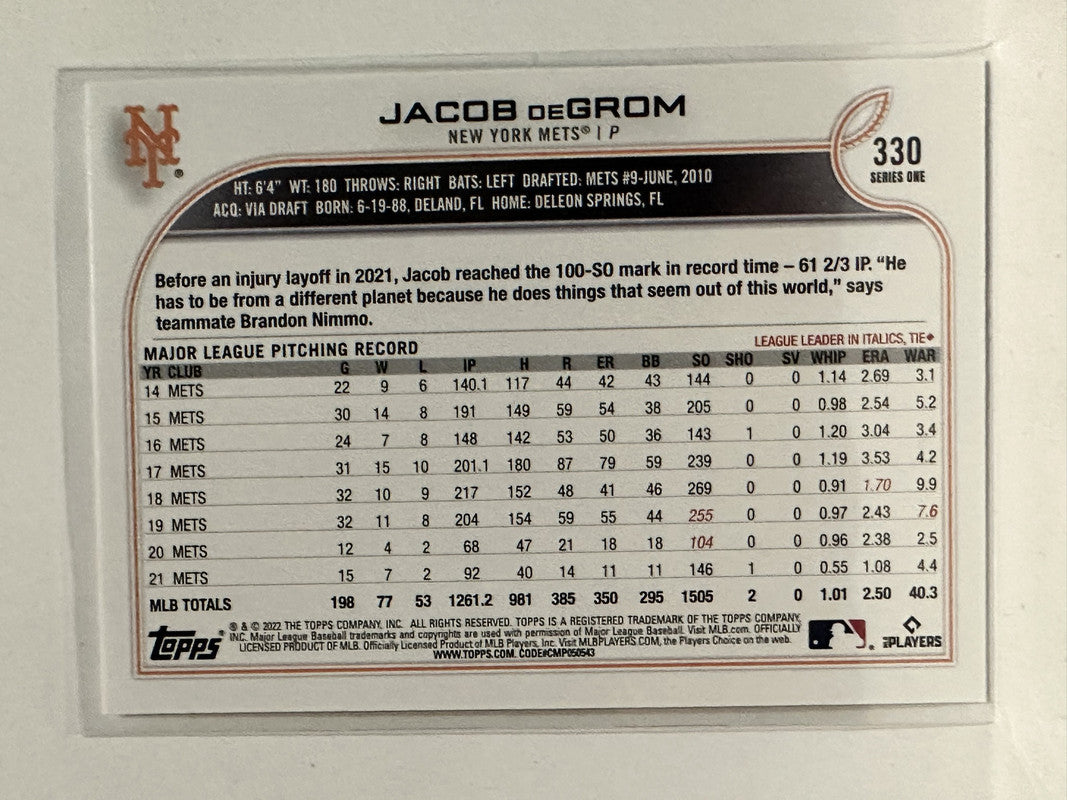 JACOB DEGROM
NEW YORK METS® | P
330
SERIES ONE
HT: 6'4" WT: 180 THROWS: RIGHT BATS: LEFT DRAFTED: METS #9-JUNE, 2010
ACQ: VIA DRAFT BORN: 6-19-88, DELAND, FL HOME: DELEON SPRINGS, FL
Before an injury layoff in 2021, Jacob reached the 100-SO mark in record time – 61 2/3 IP. “He
has to be from a different planet because he does things that seem out of this world,” says
teammate Brandon Nimmo.
MAJOR LEAGUE PITCHING RECORD LEAGUE LEADER IN ITALICS, TIE♦
YR CLUB G W L IP H R ER BB SO SHO SV WHIP ERA WAR
14 METS 22 9 6 140.1 117 44 42 43 144 0 0 1.14 2.69 3.1
15 METS 30 14 8 191 149 59 54 38 205 0 0 0.98 2.54 5.2
16 METS 24 7 8 148 142 53 50 36 143 1 0 1.20 3.04 3.4
17 METS 31 15 10 201.1 180 87 79 59 239 0 0 1.19 3.53 4.2
18 METS 32 10 9 217 152 48 41 46 269 0 0 0.91 1.70 9.9
19 METS 32 11 8 204 154 59 55 44 255 0 0 0.97 2.43 7.6
20 METS 12 4 2 68 47 21 18 18 104 0 0 0.96 2.38 2.5
21 METS 15 7 2 92 40 14 11 11 146 1 0 0.55 1.08 4.4
MLB TOTALS 198 77 53 1261.2 981 385 350 295 1505 2 0 1.01 2.50 40.3
Topps®
® & © 2022 THE TOPPS COMPANY, INC. ALL RIGHTS RESERVED. TOPPS IS A REGISTERED TRADEMARK OF THE TOPPS COMPANY,
INC. Major League Baseball trademarks and copyrights are used with permission of Major League Baseball. Visit MLB.com. OFFICIALLY
LICENSED PRODUCT OF MLB. Officially Licensed Product of MLB Players, Inc. Visit MLBPLAYERS.COM, the Players Choice on the web.
WWW.TOPPS.COM. CODE#CMP050543
PLAYERS